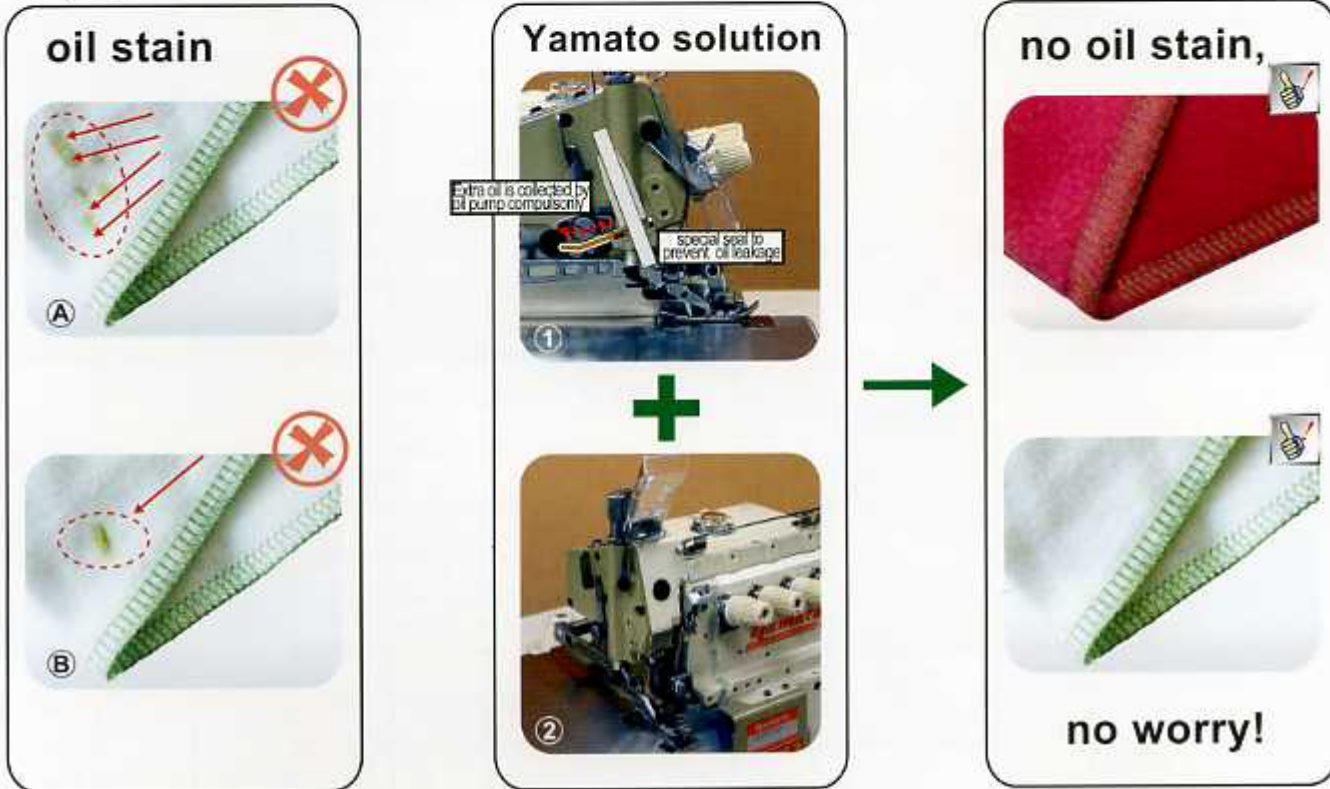 oil stain
A
B
Yamato solution
Extra oil is collected by
oil pump compulsorily
special seal to
prevent oil leakage
1
+
2
no oil stain,
no worry!